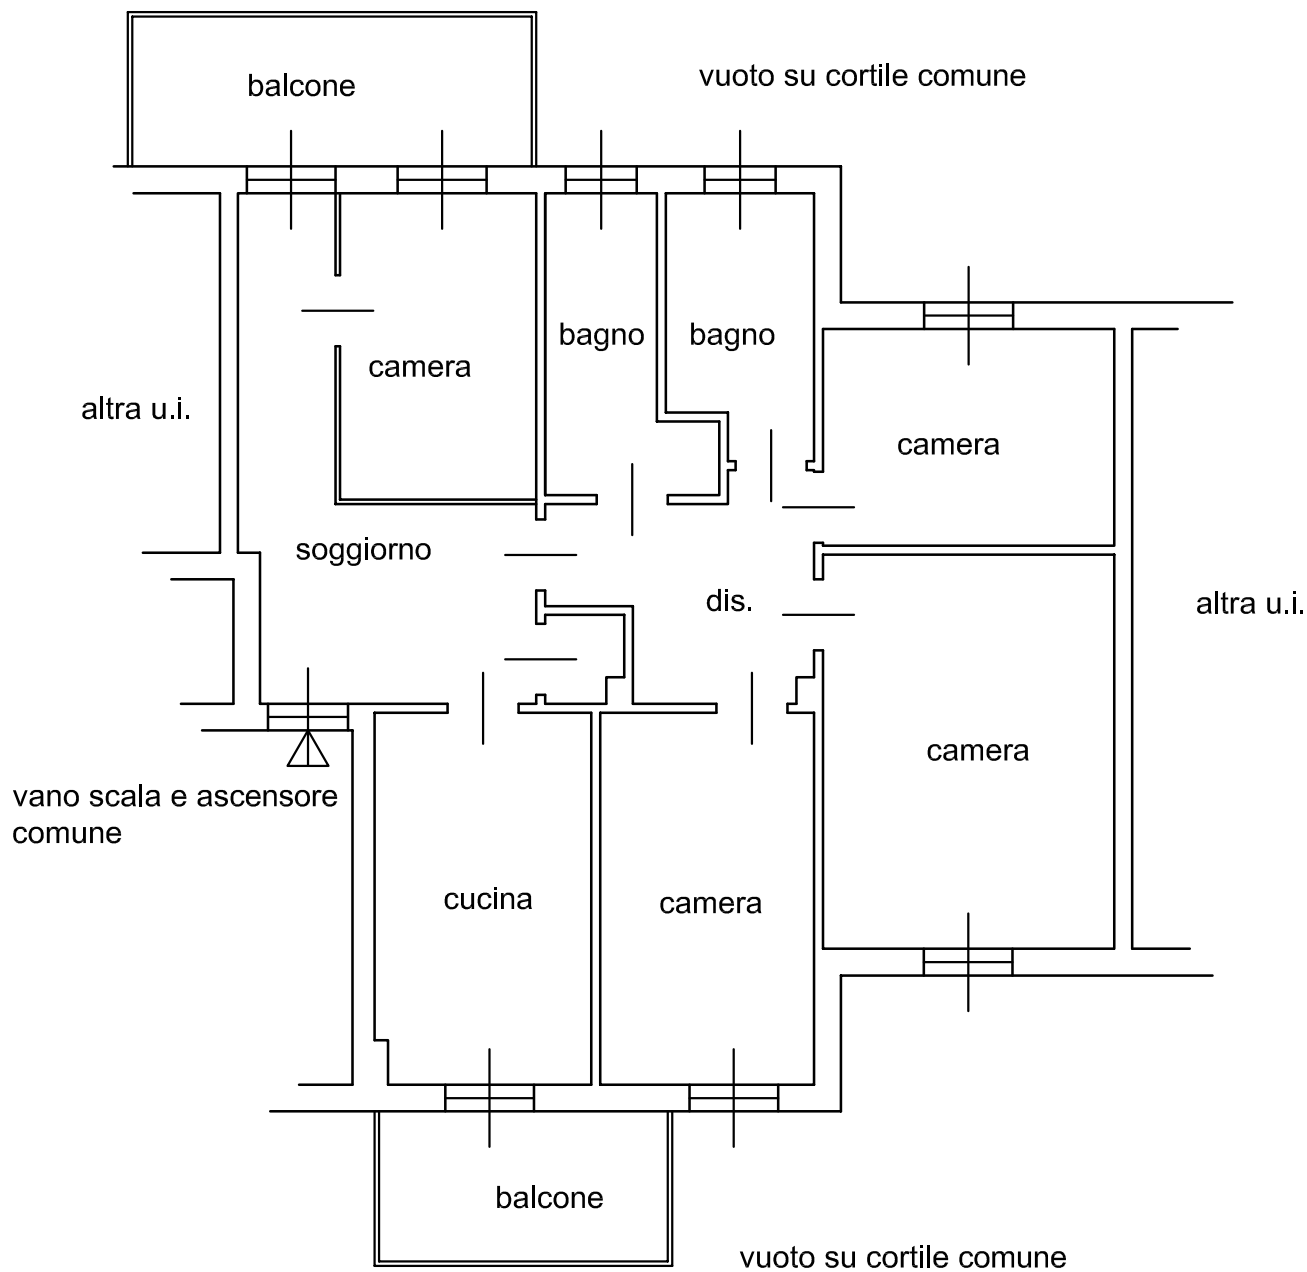 balcone
vuoto su cortile comune
bagno
bagno
camera
altra u.i.
camera
soggiorno
dis.
altra u.i.
camera
vano scala e ascensore
comune
cucina
camera
balcone
vuoto su cortile comune